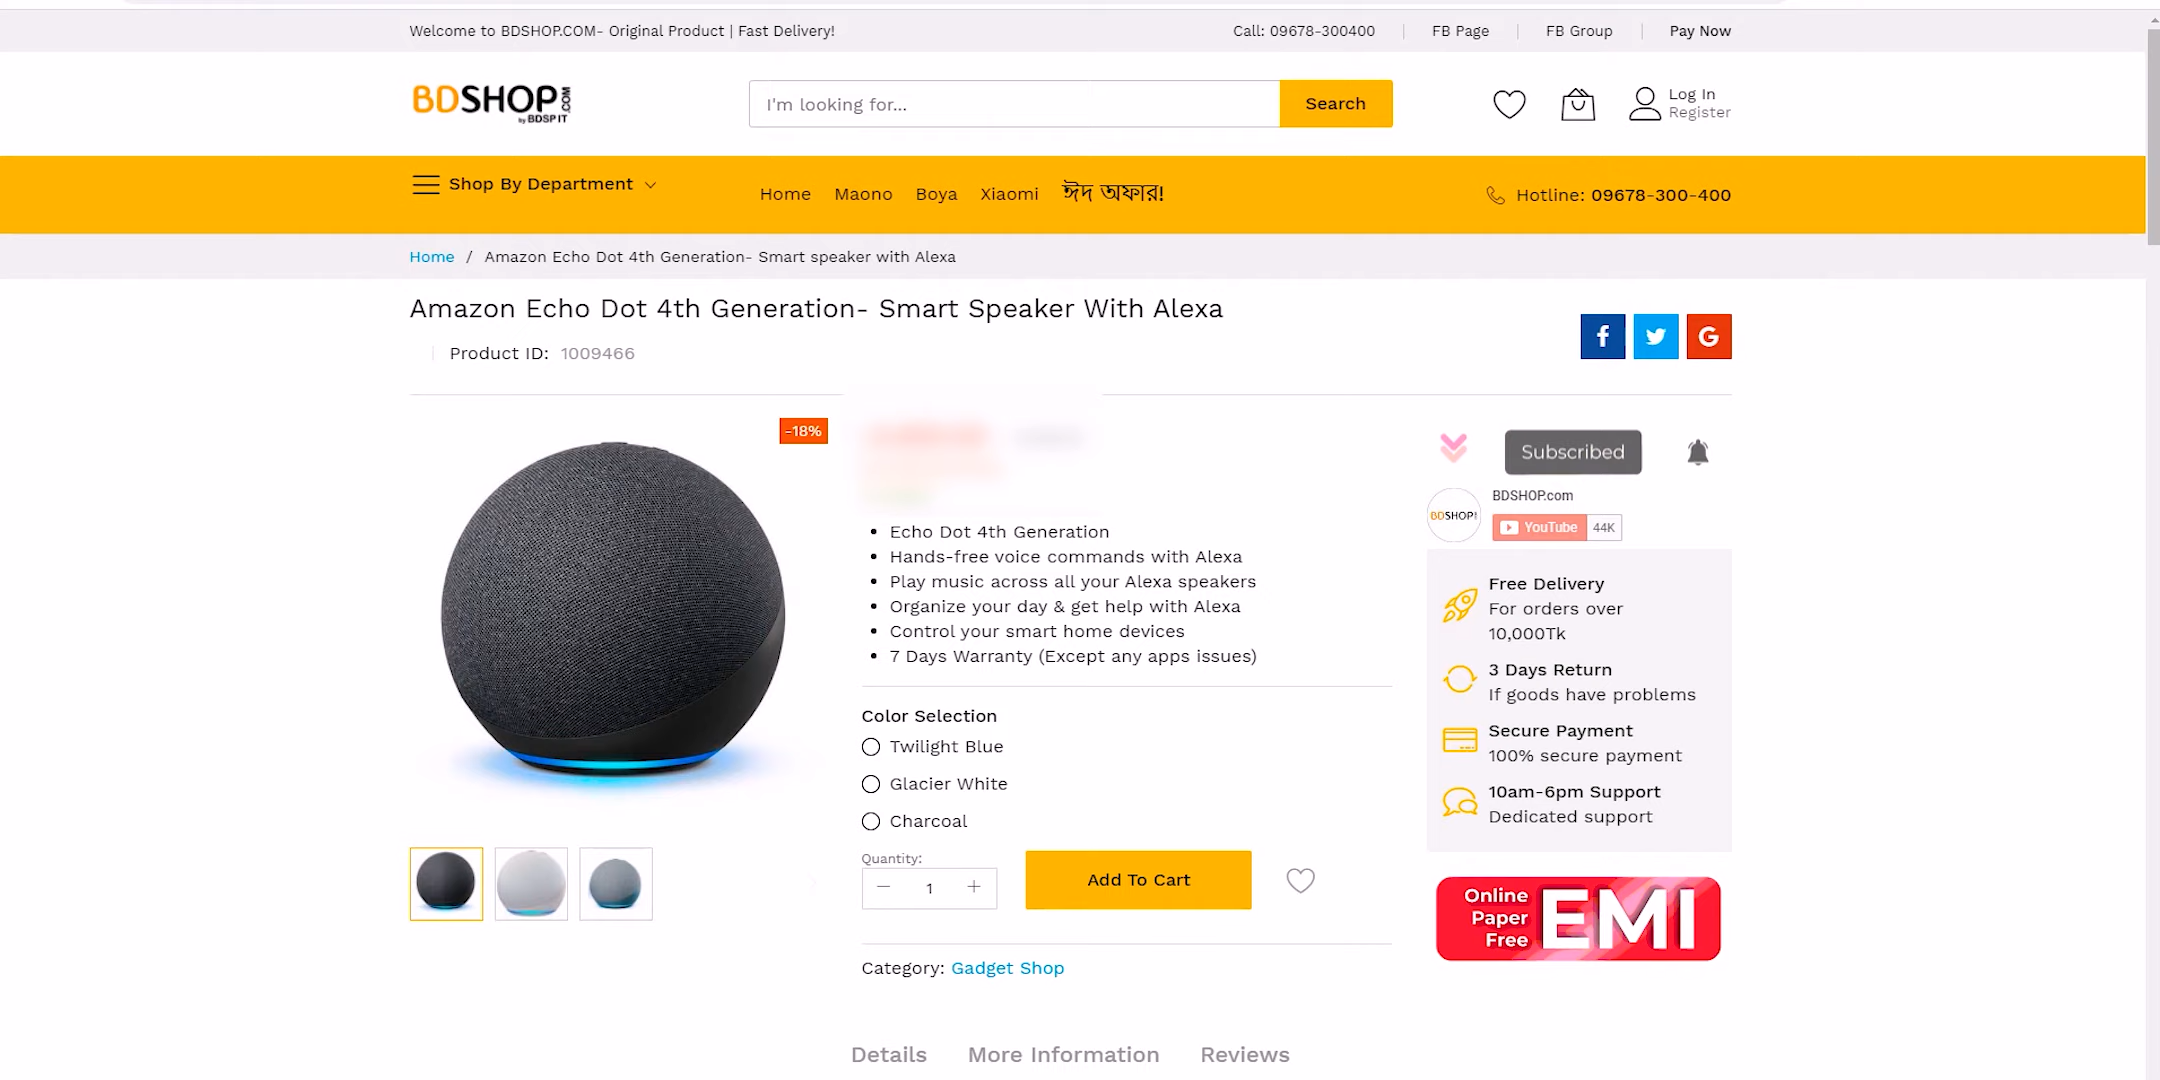 Welcome to BDSHOP.COM- Original Product | Fast Delivery!
Call: 09678-300400
FB Page
FB Group
Pay Now
BDSHOP.COM
by BDSP IT
I'm looking for...
Search
Log In
Register
Shop By Department
Home
Maono
Boya
Xiaomi
ঈদ অফার!
Hotline: 09678-300-400
Home / Amazon Echo Dot 4th Generation- Smart speaker with Alexa
Amazon Echo Dot 4th Generation- Smart Speaker With Alexa
Product ID: 1009466
-18%
Echo Dot 4th Generation
Hands-free voice commands with Alexa
Play music across all your Alexa speakers
Organize your day & get help with Alexa
Control your smart home devices
7 Days Warranty (Except any apps issues)
Color Selection
Twilight Blue
Glacier White
Charcoal
Quantity:
1
Add To Cart
Category: Gadget Shop
Subscribed
BDSHOP!
BDSHOP.com
YouTube 44K
Free Delivery
For orders over
10,000Tk
3 Days Return
If goods have problems
Secure Payment
100% secure payment
10am-6pm Support
Dedicated support
Online
Paper
Free
EMI
Details
More Information
Reviews